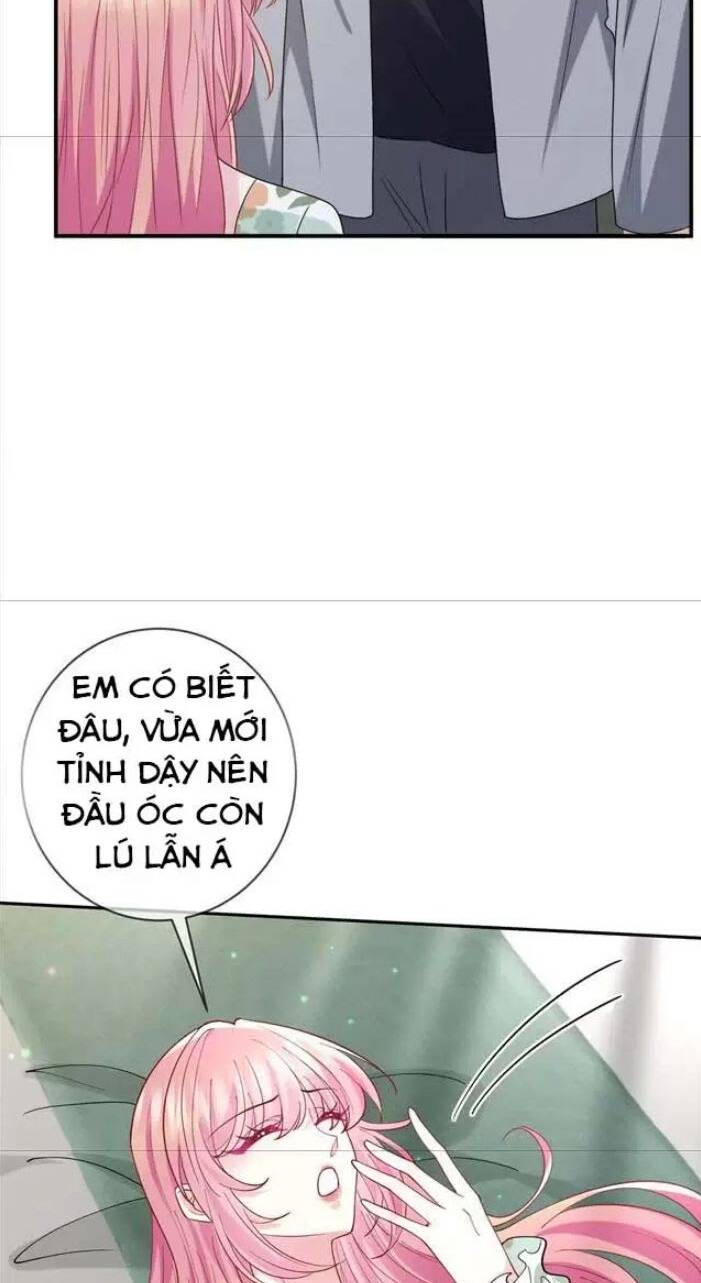 EM CÓ BIẾT
ĐÂU, VỪA MỚI
TỈNH DẬY NÊN
ĐẦU ÓC CÒN
LÚ LẪN Á